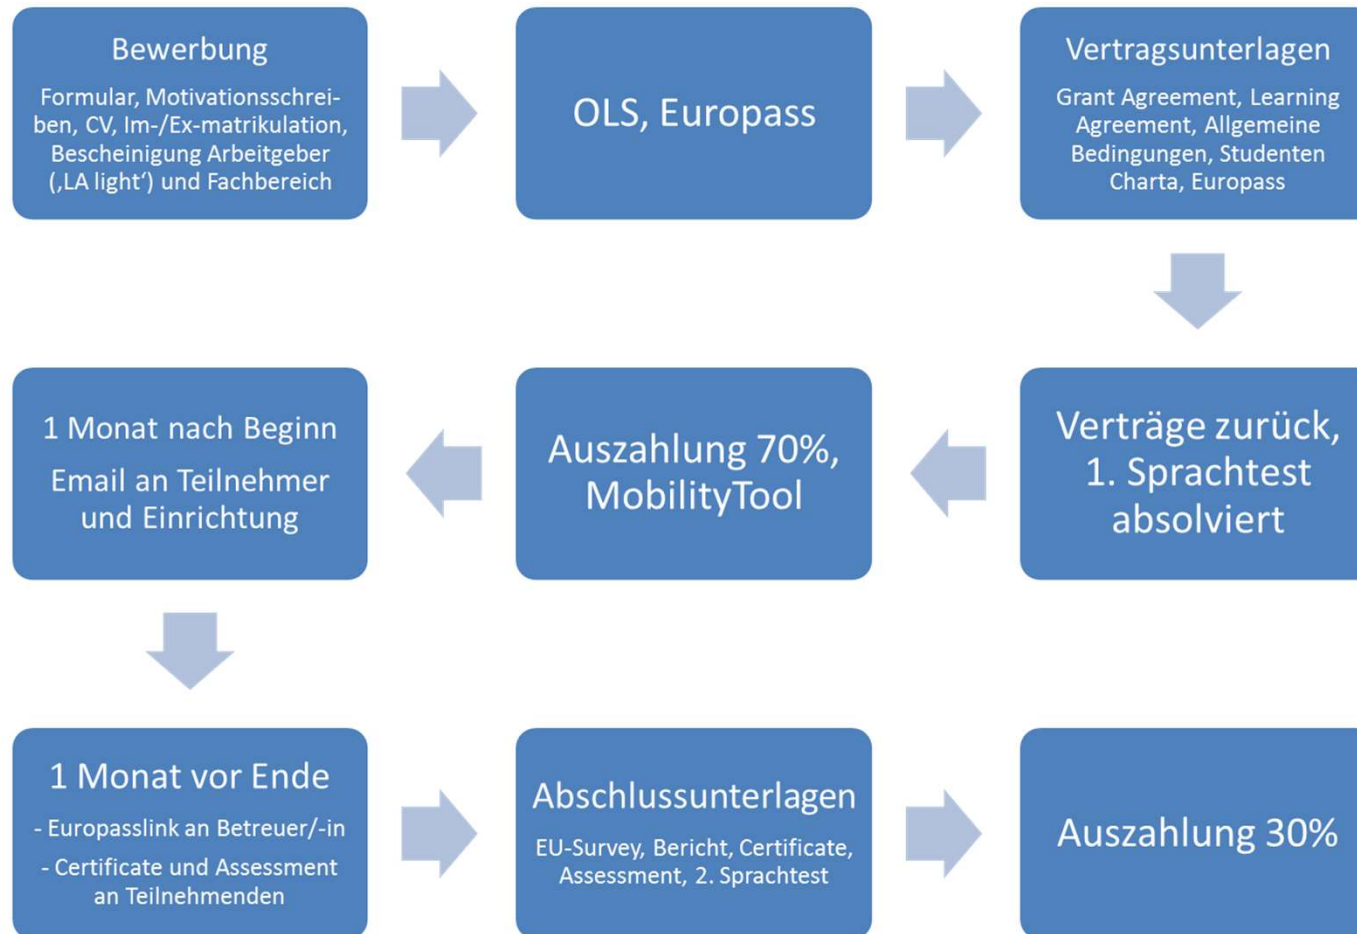 Bewerbung
Formular, Motivationsschrei-
ben, CV, Im-/Ex-matrikulation,
Bescheinigung Arbeitgeber
(‚LA light‘) und Fachbereich
OLS, Europass
Vertragsunterlagen
Grant Agreement, Learning
Agreement, Allgemeine
Bedingungen, Studenten
Charta, Europass
Verträge zurück,
1. Sprachtest
absolviert
Auszahlung 70%,
MobilityTool
1 Monat nach Beginn
Email an Teilnehmer
und Einrichtung
1 Monat vor Ende
- Europasslink an Betreuer/-in
- Certificate und Assessment
an Teilnehmenden
Abschlussunterlagen
EU-Survey, Bericht, Certificate,
Assessment, 2. Sprachtest
Auszahlung 30%